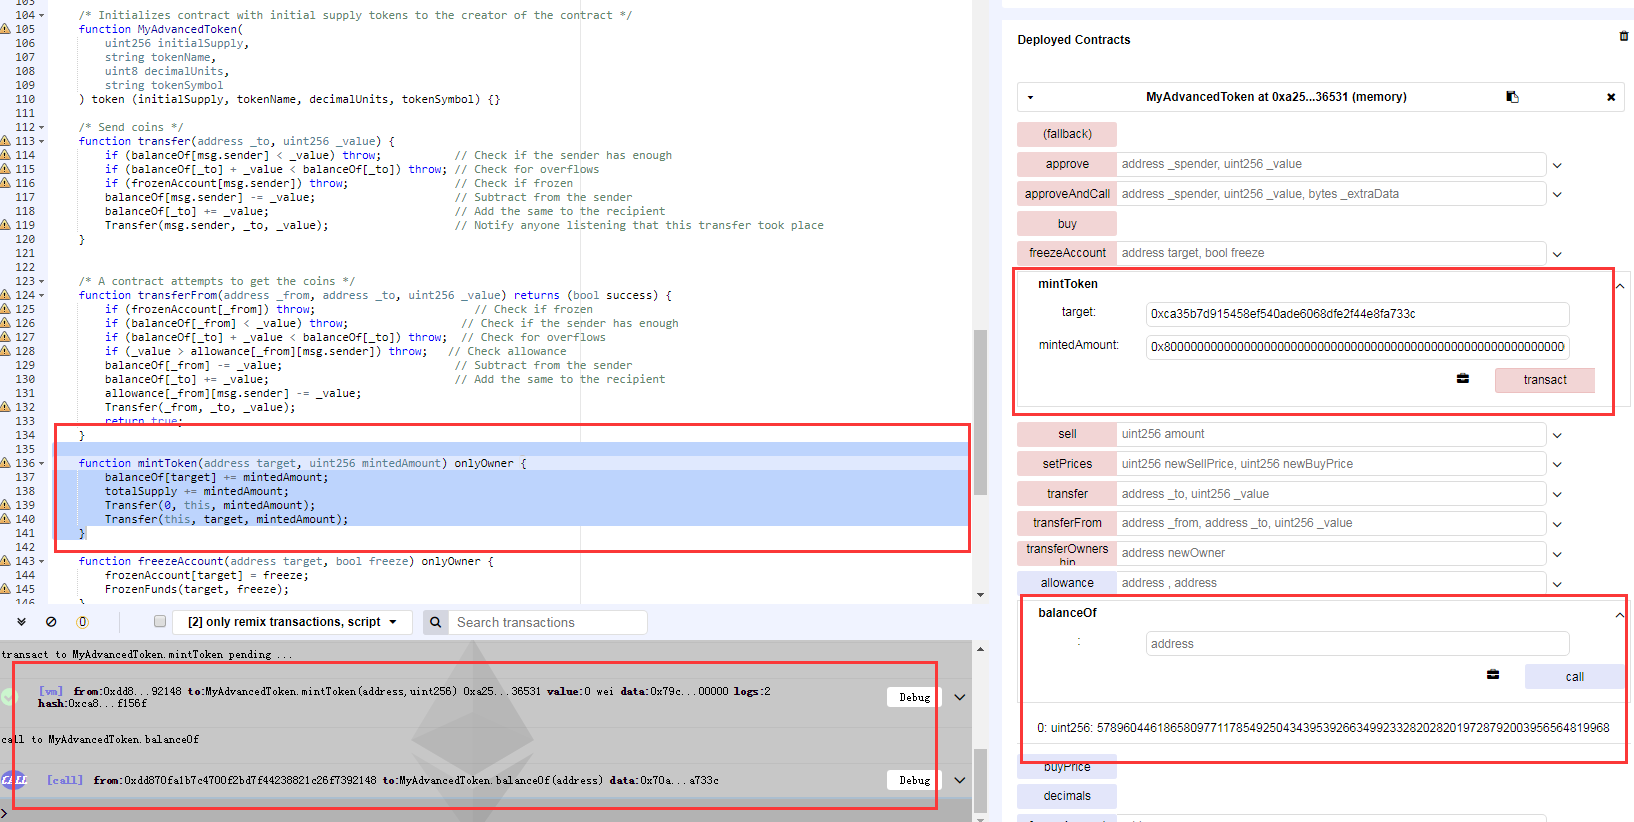 103
104 /* Initializes contract with initial supply tokens to the creator of the contract */
105 function MyAdvancedToken(
106 uint256 initialSupply,
107 string tokenName,
108 uint8 decimalUnits,
109 string tokenSymbol
110 ) token (initialSupply, tokenName, decimalUnits, tokenSymbol) {}
111
112 /* Send coins */
113 function transfer(address _to, uint256 _value) {
114 if (balanceOf[msg.sender] < _value) throw; // Check if the sender has enough
115 if (balanceOf[_to] + _value < balanceOf[_to]) throw; // Check for overflows
116 if (frozenAccount[msg.sender]) throw; // Check if frozen
117 balanceOf[msg.sender] -= _value; // Subtract from the sender
118 balanceOf[_to] += _value; // Add the same to the recipient
119 Transfer(msg.sender, _to, _value); // Notify anyone listening that this transfer took place
120 }
121
122
123 /* A contract attempts to get the coins */
124 function transferFrom(address _from, address _to, uint256 _value) returns (bool success) {
125 if (frozenAccount[_from]) throw; // Check if frozen
126 if (balanceOf[_from] < _value) throw; // Check if the sender has enough
127 if (balanceOf[_to] + _value < balanceOf[_to]) throw; // Check for overflows
128 if (_value > allowance[_from][msg.sender]) throw; // Check allowance
129 balanceOf[_from] -= _value; // Subtract from the sender
130 balanceOf[_to] += _value; // Add the same to the recipient
131 allowance[_from][msg.sender] -= _value;
132 Transfer(_from, _to, _value);
133 return true;
134 }
135
136 function mintToken(address target, uint256 mintedAmount) onlyOwner {
137 balanceOf[target] += mintedAmount;
138 totalSupply += mintedAmount;
139 Transfer(0, this, mintedAmount);
140 Transfer(this, target, mintedAmount);
141 }
142
143 function freezeAccount(address target, bool freeze) onlyOwner {
144 frozenAccount[target] = freeze;
145 FrozenFunds(target, freeze);
146 }
0 [2] only remix transactions, script Search transactions
transact to MyAdvancedToken.mintToken pending ...
[vm] from:0xdd8...92148 to:MyAdvancedToken.mintToken(address,uint256) 0xa25...36531 value:0 wei data:0x79c...00000 logs:2
hash:0xca8...f156f
Debug
call to MyAdvancedToken.balanceOf
CALL [call] from:0xdd870fa1b7c4700f2bd7f44238821c26f7392148 to:MyAdvancedToken.balanceOf(address) data:0x70a...a733c
Debug
>
Deployed Contracts
MyAdvancedToken at 0xa25...36531 (memory)
(fallback)
approve address _spender, uint256 _value
approveAndCall address _spender, uint256 _value, bytes _extraData
buy
freezeAccount address target, bool freeze
mintToken
target: 0xca35b7d915458ef540ade6068dfe2f44e8fa733c
mintedAmount:
transact
sell uint256 amount
setPrices uint256 newSellPrice, uint256 newBuyPrice
transfer address _to, uint256 _value
transferFrom address _from, address _to, uint256 _value
transferOwners
hip
address newOwner
allowance address , address
balanceOf
: address
call
0: uint256: 57896044618658097711785492504343953926634992332820282019728792003956564819968
buyPrice
decimals